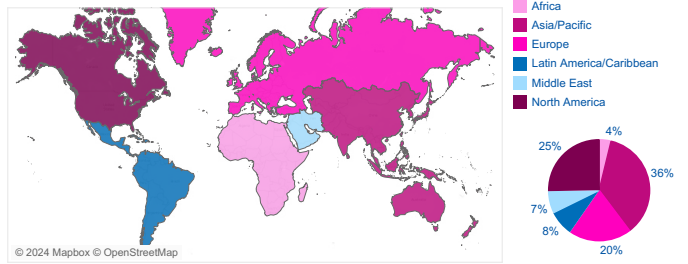 Africa
Asia/Pacific
Europe
Latin America/Caribbean
Middle East
North America
4%
25%
36%
7%
8%
20%
© 2024 Mapbox © OpenStreetMap